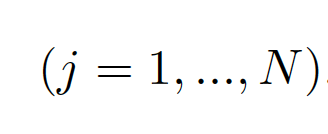 (j = 1, ..., N).